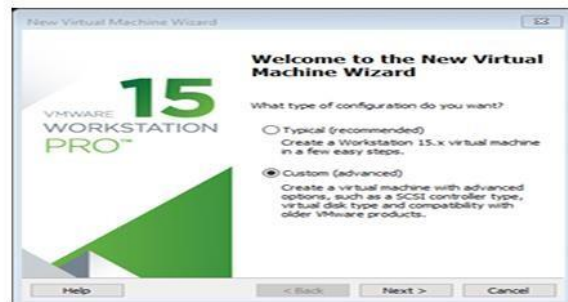 New Virtual Machine Wizard
Welcome to the New Virtual
Machine Wizard
VMWARE 15
WORKSTATION
PRO™
What type of configuration do you want?
Typical (recommended)
Create a Workstation 15.x virtual machine
in a few easy steps.
Custom (advanced)
Create a virtual machine with advanced
options, such as a SCSI controller type,
virtual disk type and compatibility with
older VMware products.
Help
< Back
Next >
Cancel